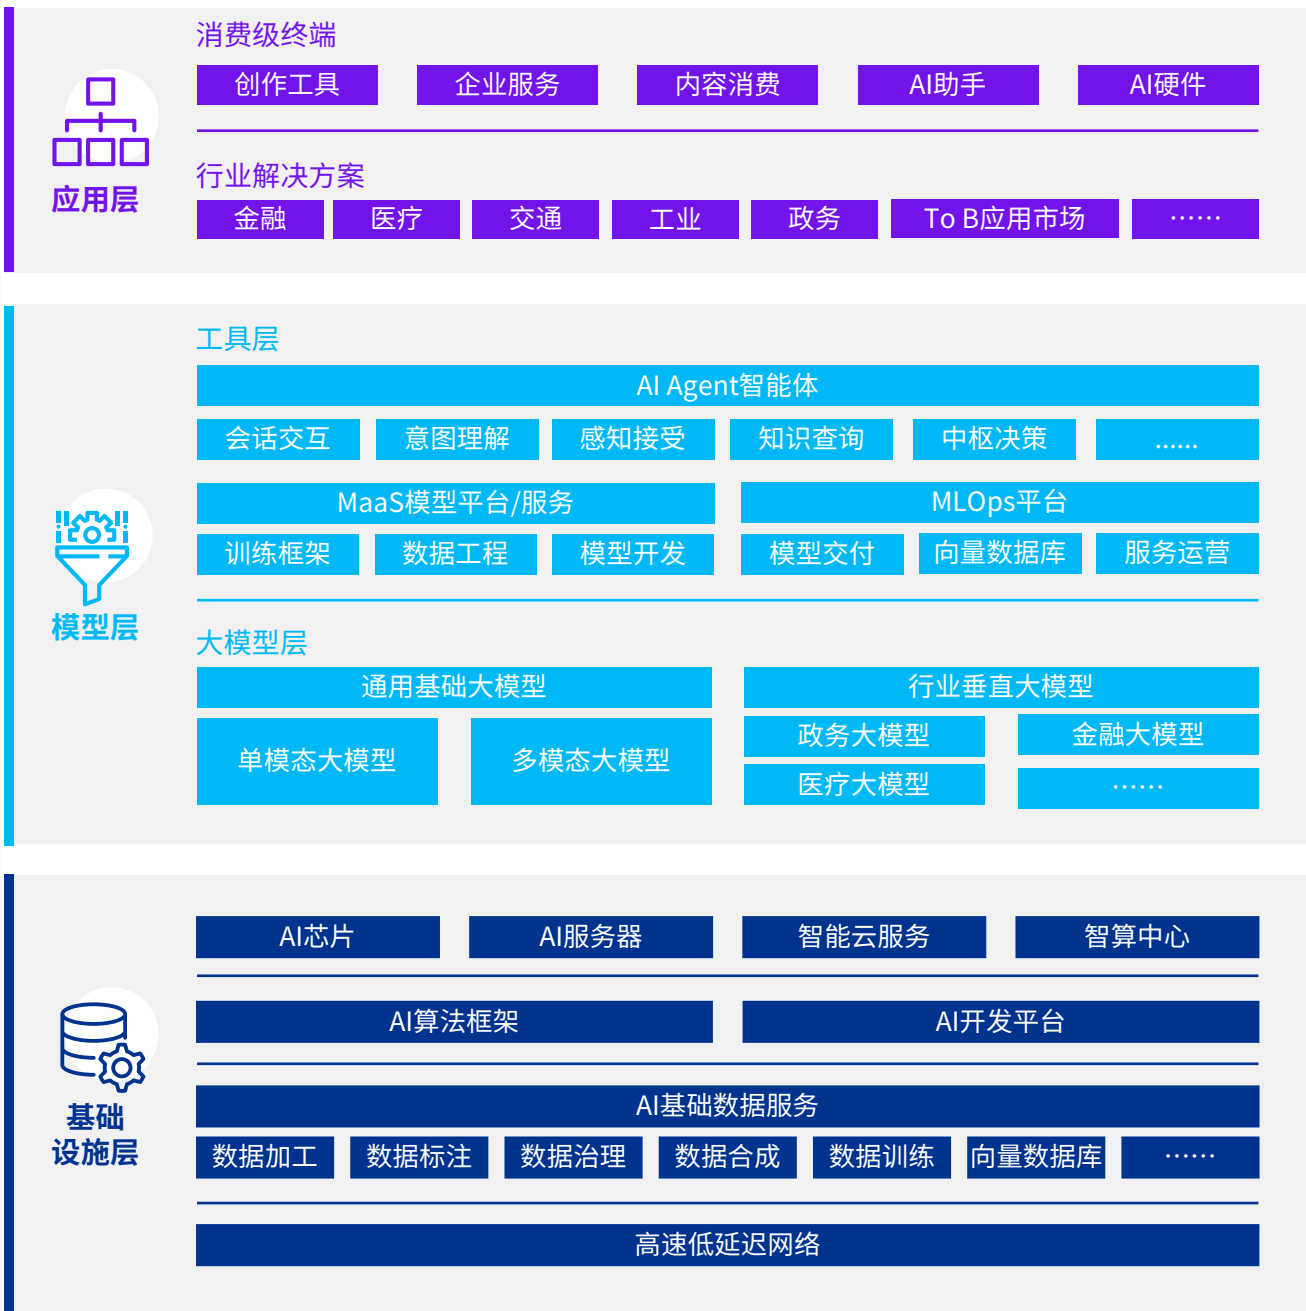 消费级终端
创作工具 企业服务 内容消费 AI助手 AI硬件
应用层
行业解决方案
金融 医疗 交通 工业 政务 To B应用市场 ……
工具层
AI Agent智能体
会话交互 意图理解 感知接受 知识查询 中枢决策 ......
MaaS模型平台/服务 MLOps平台
训练框架 数据工程 模型开发 模型交付 向量数据库 服务运营
模型层
大模型层
通用基础大模型 行业垂直大模型
单模态大模型 多模态大模型 政务大模型 金融大模型
医疗大模型 ……
AI芯片 AI服务器 智能云服务 智算中心
AI算法框架 AI开发平台
基础
设施层
AI基础数据服务
数据加工 数据标注 数据治理 数据合成 数据训练 向量数据库 ……
高速低延迟网络